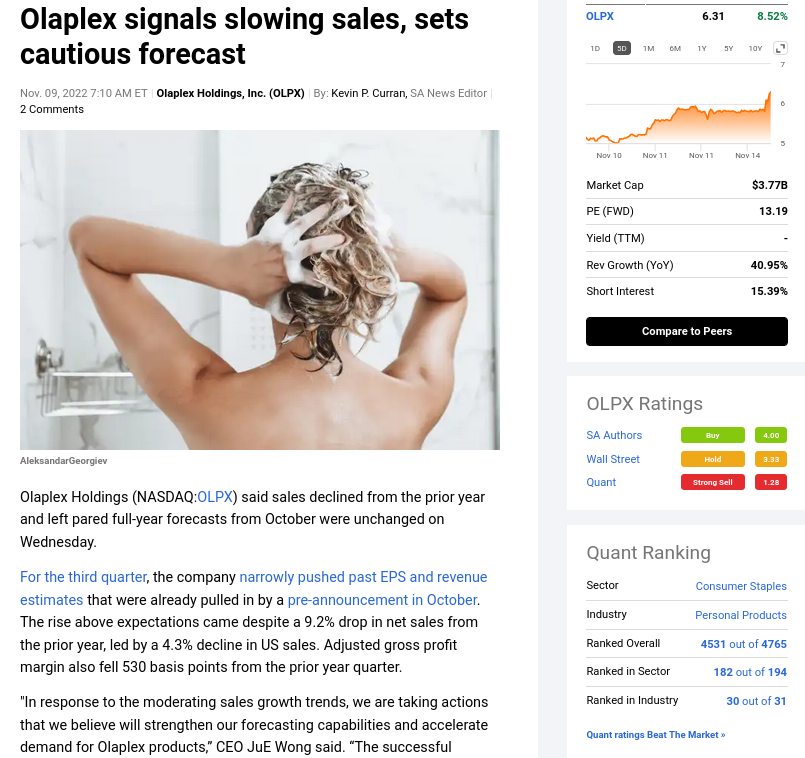 Olaplex signals slowing sales, sets
cautious forecast
Nov. 09, 2022 7:10 AM ET | Olaplex Holdings, Inc. (OLPX) | By: Kevin P. Curran, SA News Editor |
2 Comments
AleksandarGeorgiev
Olaplex Holdings (NASDAQ:OLPX) said sales declined from the prior year
and left pared full-year forecasts from October were unchanged on
Wednesday.
For the third quarter, the company narrowly pushed past EPS and revenue
estimates that were already pulled in by a pre-announcement in October.
The rise above expectations came despite a 9.2% drop in net sales from
the prior year, led by a 4.3% decline in US sales. Adjusted gross profit
margin also fell 530 basis points from the prior year quarter.
"In response to the moderating sales growth trends, we are taking actions
that we believe will strengthen our forecasting capabilities and accelerate
demand for Olaplex products,” CEO JuE Wong said. “The successful
OLPX 6.31 8.52%
1D 5D 1M 6M 1Y 5Y 10Y
7
6
5
Nov 10 Nov 11 Nov 11 Nov 14
Market Cap $3.77B
PE (FWD) 13.19
Yield (TTM) -
Rev Growth (YoY) 40.95%
Short Interest 15.39%
Compare to Peers
OLPX Ratings
SA Authors Buy 4.00
Wall Street Hold 3.33
Quant Strong Sell 1.28
Quant Ranking
Sector Consumer Staples
Industry Personal Products
Ranked Overall 4531 out of 4765
Ranked in Sector 182 out of 194
Ranked in Industry 30 out of 31
Quant ratings Beat The Market »